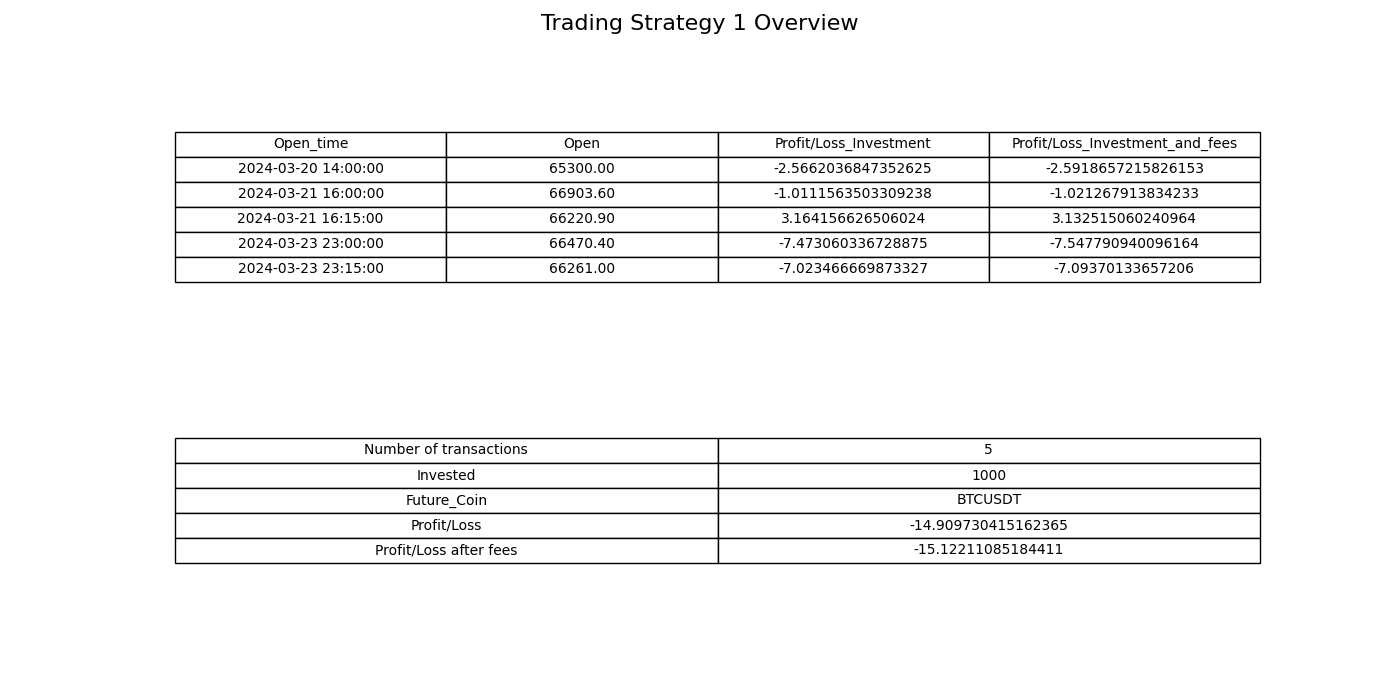 Trading Strategy 1 Overview
Open_time Open Profit/Loss_Investment Profit/Loss_Investment_and_fees
2024-03-20 14:00:00 65300.00 -2.5662036847352625 -2.5918657215826153
2024-03-21 16:00:00 66903.60 -1.0111563503309238 -1.021267913834233
2024-03-21 16:15:00 66220.90 3.164156626506024 3.132515060240964
2024-03-23 23:00:00 66470.40 -7.473060336728875 -7.547790940096164
2024-03-23 23:15:00 66261.00 -7.023466669873327 -7.09370133657206
Number of transactions 5
Invested 1000
Future_Coin BTCUSDT
Profit/Loss -14.909730415162365
Profit/Loss after fees -15.12211085184411